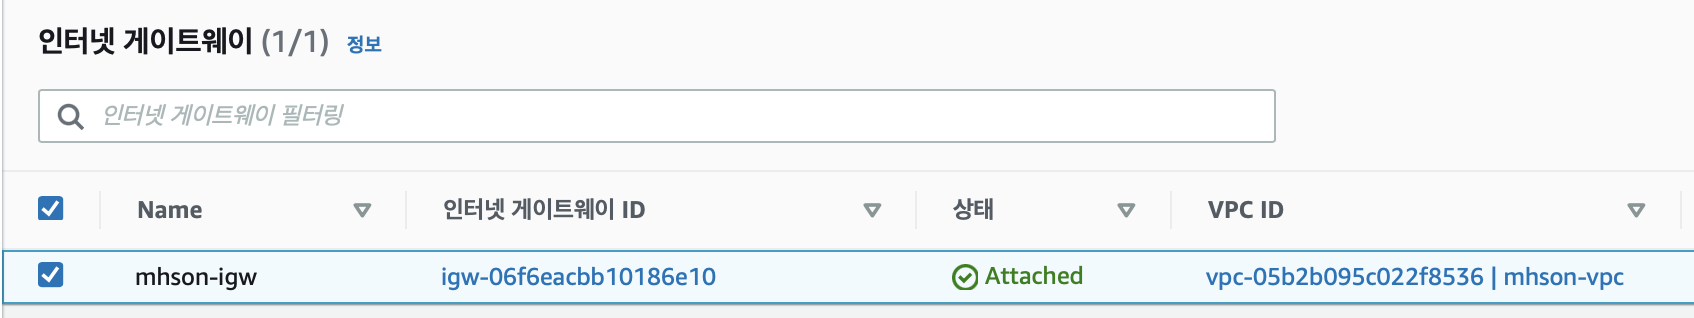 인터넷 게이트웨이 (1/1) 정보
인터넷 게이트웨이 필터링
Name 인터넷 게이트웨이 ID 상태 VPC ID
mhson-igw igw-06f6eacbb10186e10 Attached vpc-05b2b095c022f8536 | mhson-vpc